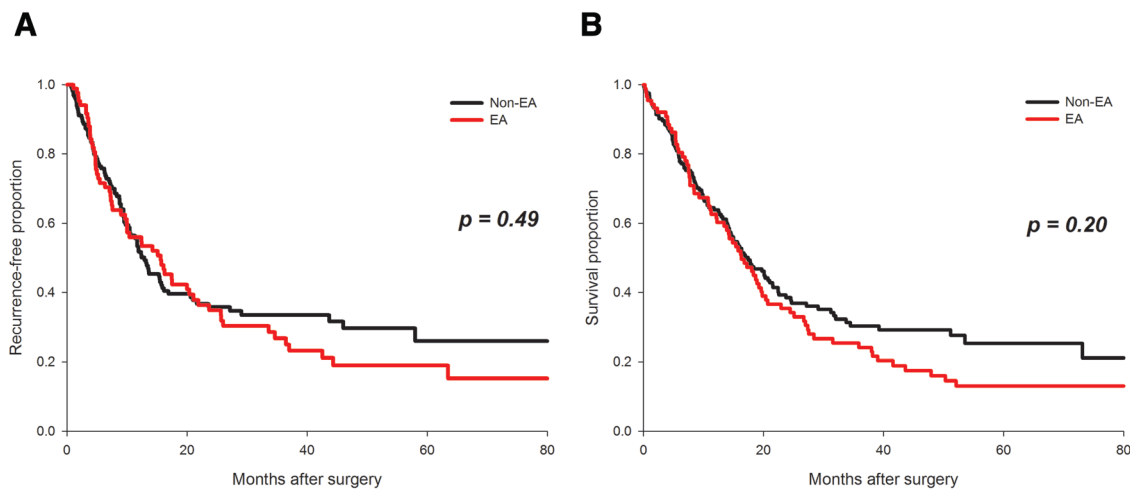 A
Recurrence-free proportion
1.0
0.8
0.6
0.4
0.2
0.0
Non-EA
EA
p = 0.49
0 20 40 60 80
Months after surgery
B
Survival proportion
1.0
0.8
0.6
0.4
0.2
0.0
Non-EA
EA
p = 0.20
0 20 40 60 80
Months after surgery